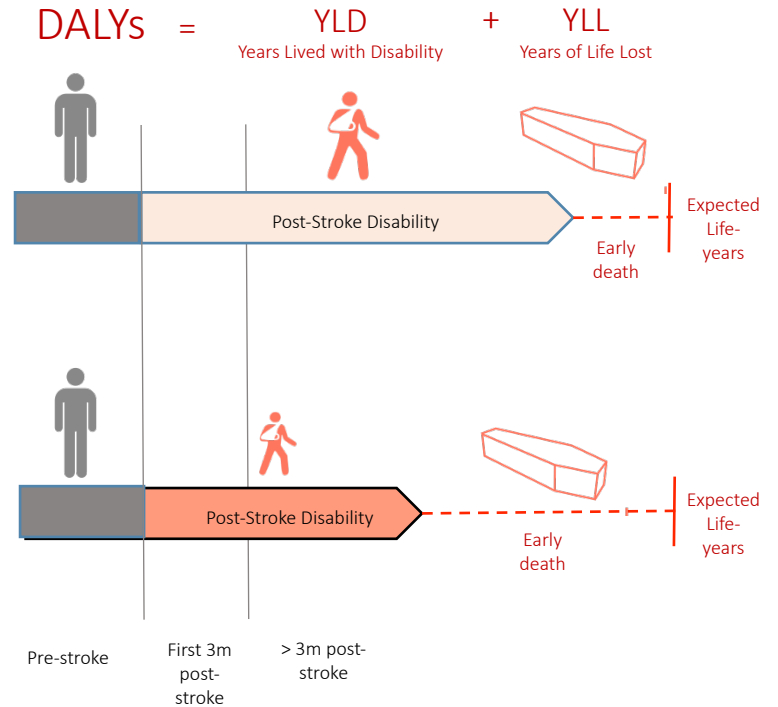 DALYs = YLD + YLL
Years Lived with Disability
Years of Life Lost
Post-Stroke Disability
Expected
Life-
years
Early
death
Post-Stroke Disability
Expected
Life-
years
Early
death
Pre-stroke
First 3m
post-
stroke
> 3m post-
stroke